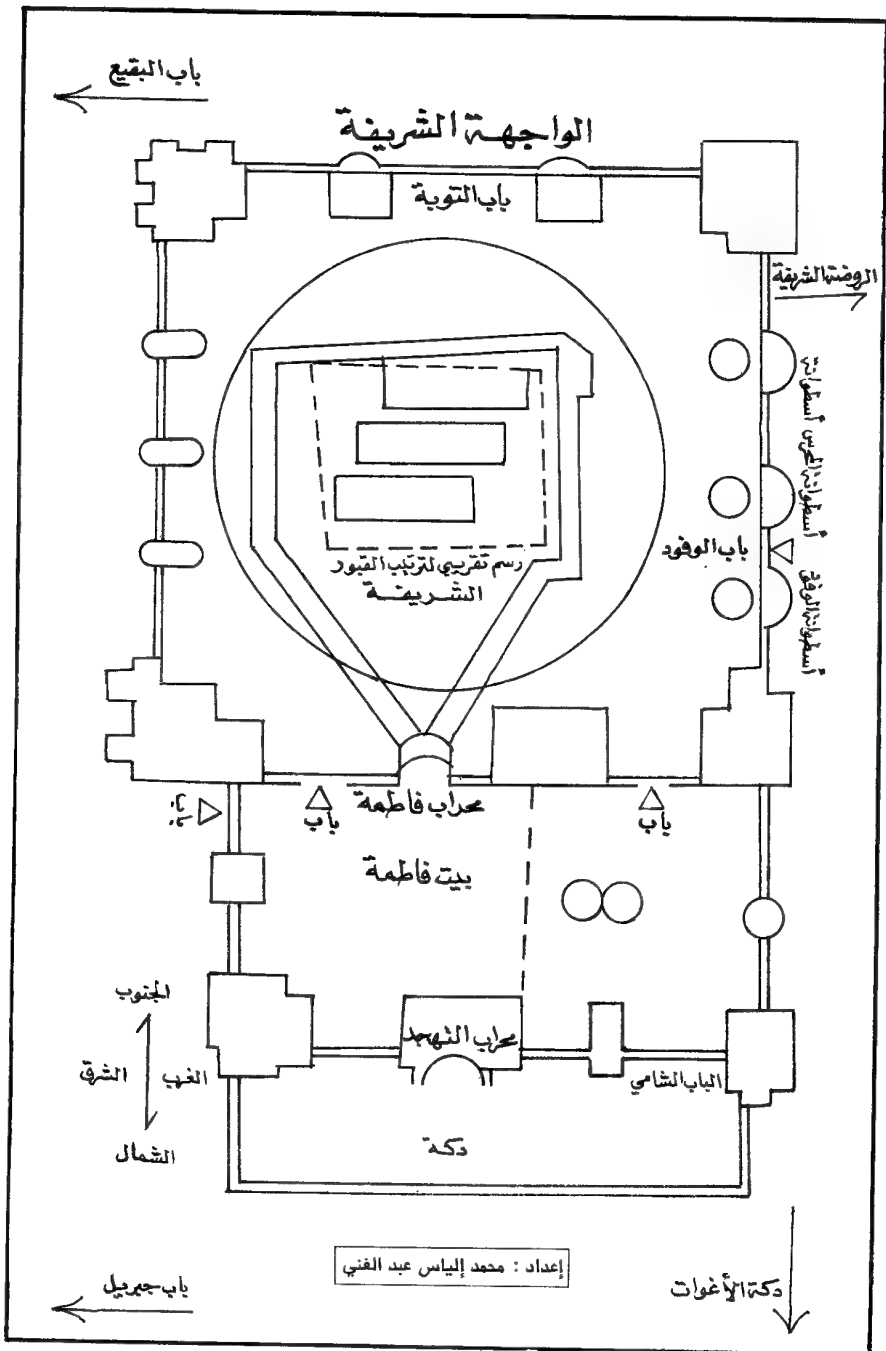 باب البقيع
الواجهة الشريفة
باب التوبة
الروضة الشريفة
أسطوانة
أسطوانة الحرس
أسطوانة الوفود
باب الوفود
رسم تقريبي لترتيب القبور
الشريفة
باب
باب
محراب فاطمة
باب
بيت فاطمة
الجنوب
الشرق
الغرب
الشمال
محراب التهجد
الباب الشامي
دكة
إعداد : محمد إلياس عبد الغني
باب جبريل
دكة الأغوات